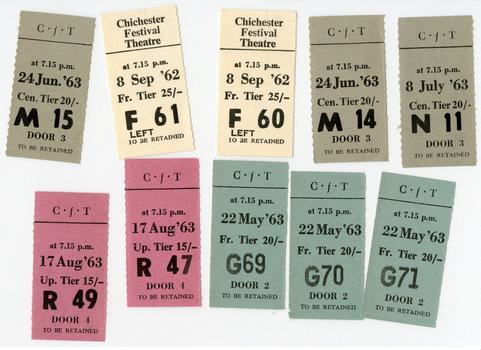 C·f·T
at 7.15 p.m.
24 Jun.'63
Cen. Tier 20/-
M 15
DOOR 3
TO BE RETAINED
Chichester
Festival
Theatre
at 7.15 p.m.
8 Sep '62
Fr. Tier 25/-
F 61
LEFT
TO BE RETAINED
Chichester
Festival
Theatre
at 7.15 p.m.
8 Sep '62
Fr. Tier 25/-
F 60
LEFT
TO BE RETAINED
C·f·T
at 7.15 p.m.
24 Jun.'63
Cen. Tier 20/-
M 14
DOOR 3
TO BE RETAINED
C·f·T
at 7.15 p.m.
8 July '63
Cen. Tier 20/-
N 11
DOOR 3
TO BE RETAINED
C·f·T
at 7.15 p.m.
17 Aug '63
Up. Tier 15/-
R 49
DOOR 4
TO BE RETAINED
C·f·T
at 7.15 p.m.
17 Aug '63
Up. Tier 15/-
R 47
DOOR 4
TO BE RETAINED
C·f·T
at 7.15 p.m.
22 May '63
Fr. Tier 20/-
G69
DOOR 2
TO BE RETAINED
C·f·T
at 7.15 p.m.
22 May '63
Fr. Tier 20/-
G70
DOOR 2
TO BE RETAINED
C·f·T
at 7.15 p.m.
22 May '63
Fr. Tier 20/-
G71
DOOR 2
TO BE RETAINED